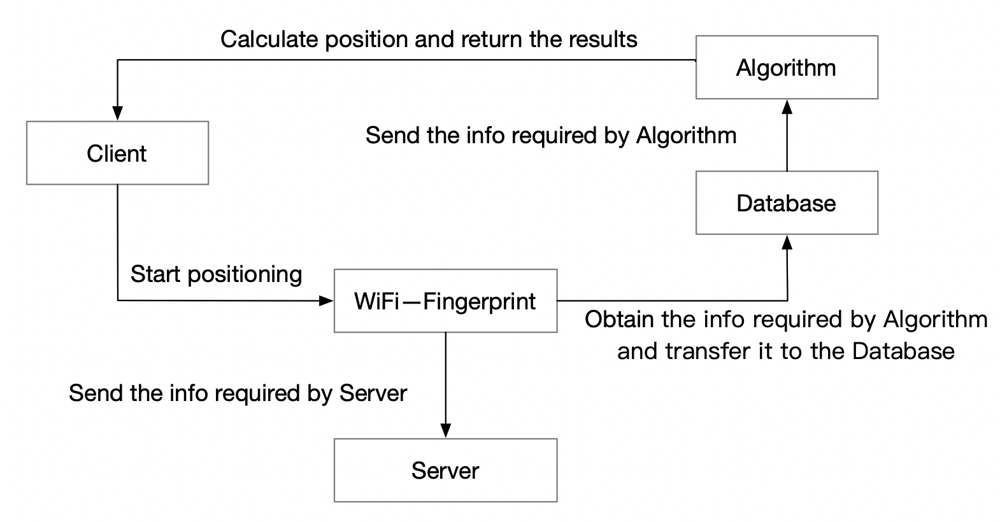 Calculate position and return the results
Algorithm
Send the info required by Algorithm
Client
Database
Start positioning
WiFi—Fingerprint
Obtain the info required by Algorithm
and transfer it to the Database
Send the info required by Server
Server